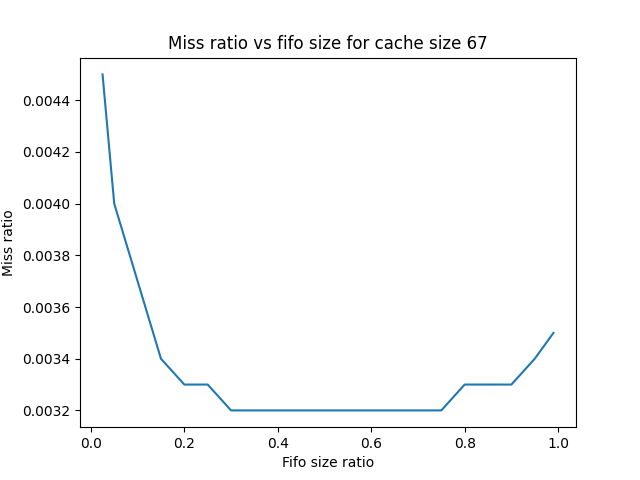 Miss ratio vs fifo size for cache size 67
0.0044
0.0042
0.0040
0.0038
0.0036
0.0034
0.0032
Miss ratio
0.0 0.2 0.4 0.6 0.8 1.0
Fifo size ratio